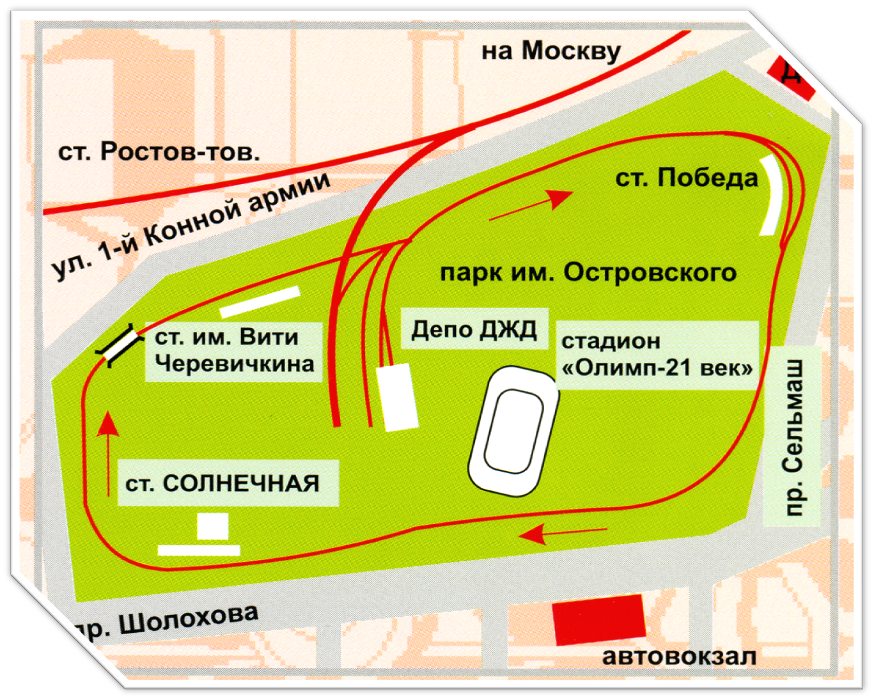 на Москву
Д
ст. Ростов-тов.
ул. 1-й Конной армии
ст. Победа
парк им. Островского
Депо ДЖД
ст. им. Вити
Черевичкина
стадион
«Олимп-21 век»
пр. Сельмаш
ст. СОЛНЕЧНАЯ
пр. Шолохова
автовокзал